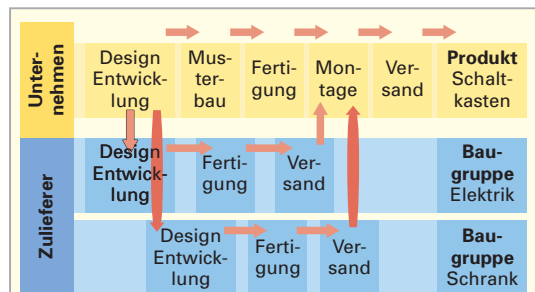 Unter-
nehmen
Design
Entwick-
lung
Mus-
ter-
bau
Ferti-
gung
Mon-
tage
Ver-
sand
Produkt
Schalt-
kasten
Zulieferer
Design
Entwick-
lung
Ferti-
gung
Ver-
sand
Bau-
gruppe
Elektrik
Design
Entwick-
lung
Ferti-
gung
Ver-
sand
Bau-
gruppe
Schrank